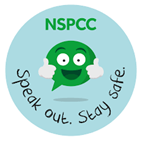 NSPCC
Speak out. Stay safe.